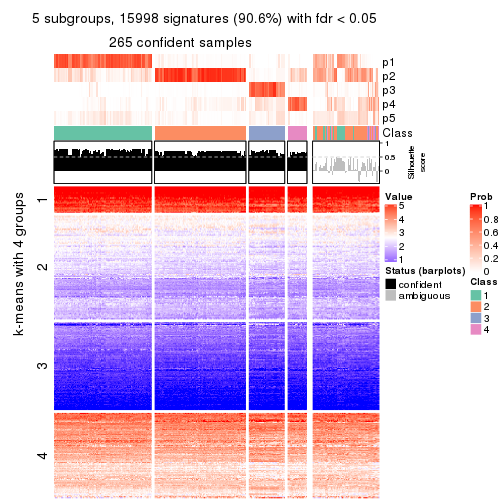 5 subgroups, 15998 signatures (90.6%) with fdr < 0.05
265 confident samples
p1
p2
p3
p4
p5
Class
1
0.5
0
Silhouette
score
k-means with 4 groups
1
2
3
4
Value
5
4
3
2
1
Status (barplots)
confident
ambiguous
Prob
1
0.8
0.6
0.4
0.2
0
Class
1
2
3
4